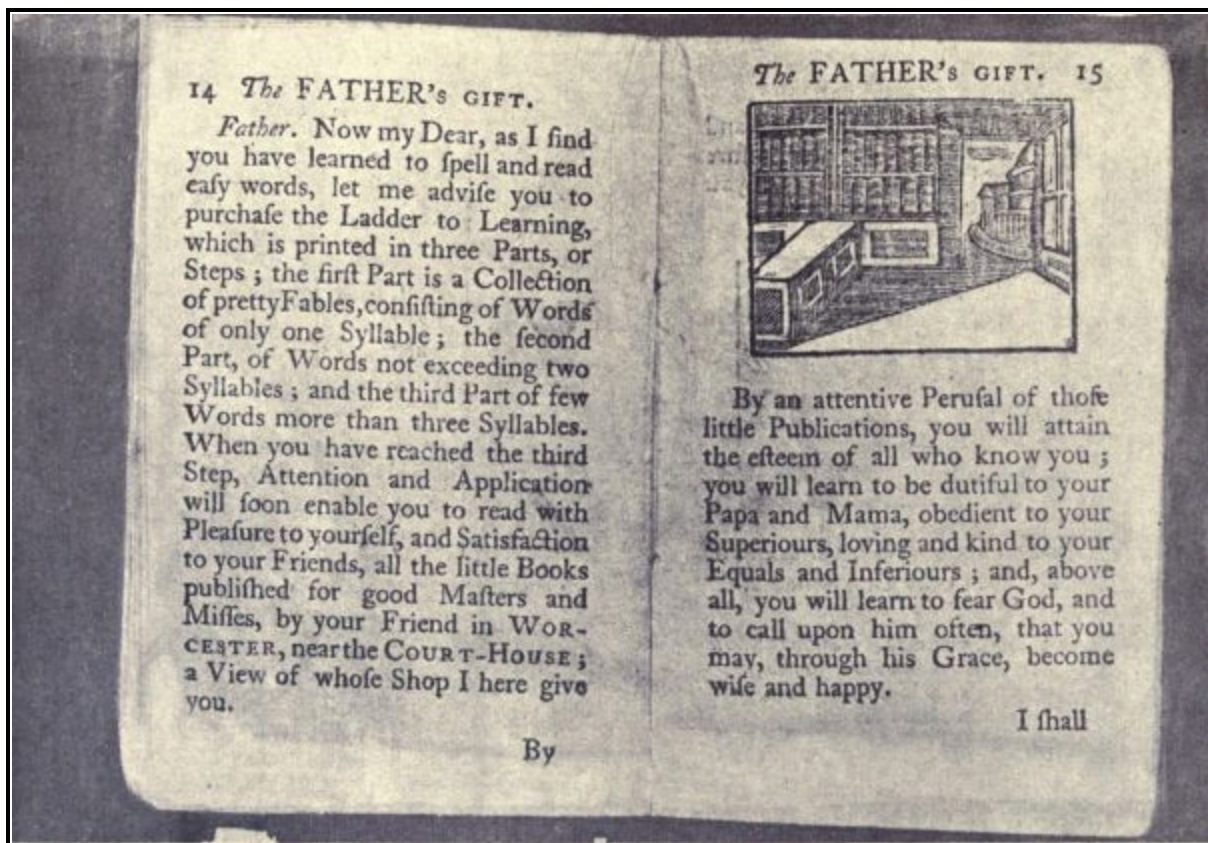 14 The FATHER's GIFT.
Father. Now my Dear, as I find
you have learned to ſpell and read
eaſy words, let me adviſe you to
purchaſe the Ladder to Learning,
which is printed in three Parts, or
Steps ; the firſt Part is a Collection
of pretty Fables, conſiſting of Words
of only one Syllable ; the ſecond
Part, of Words not exceeding two
Syllables ; and the third Part of few
Words more than three Syllables.
When you have reached the third
Step, Attention and Application
will ſoon enable you to read with
Pleaſure to yourſelf, and Satisfaction
to your Friends, all the little Books
publiſhed for good Maſters and
Miſſes, by your Friend in WOR-
CESTER, near the COURT-HOUSE ;
a View of whoſe Shop I here give
you.
By
The FATHER's GIFT. 15
By an attentive Peruſal of thoſe
little Publications, you will attain
the eſteem of all who know you ;
you will learn to be dutiful to your
Papa and Mama, obedient to your
Superiours, loving and kind to your
Equals and Inferiours ; and, above
all, you will learn to fear God, and
to call upon him often, that you
may, through his Grace, become
wiſe and happy.
I ſhall